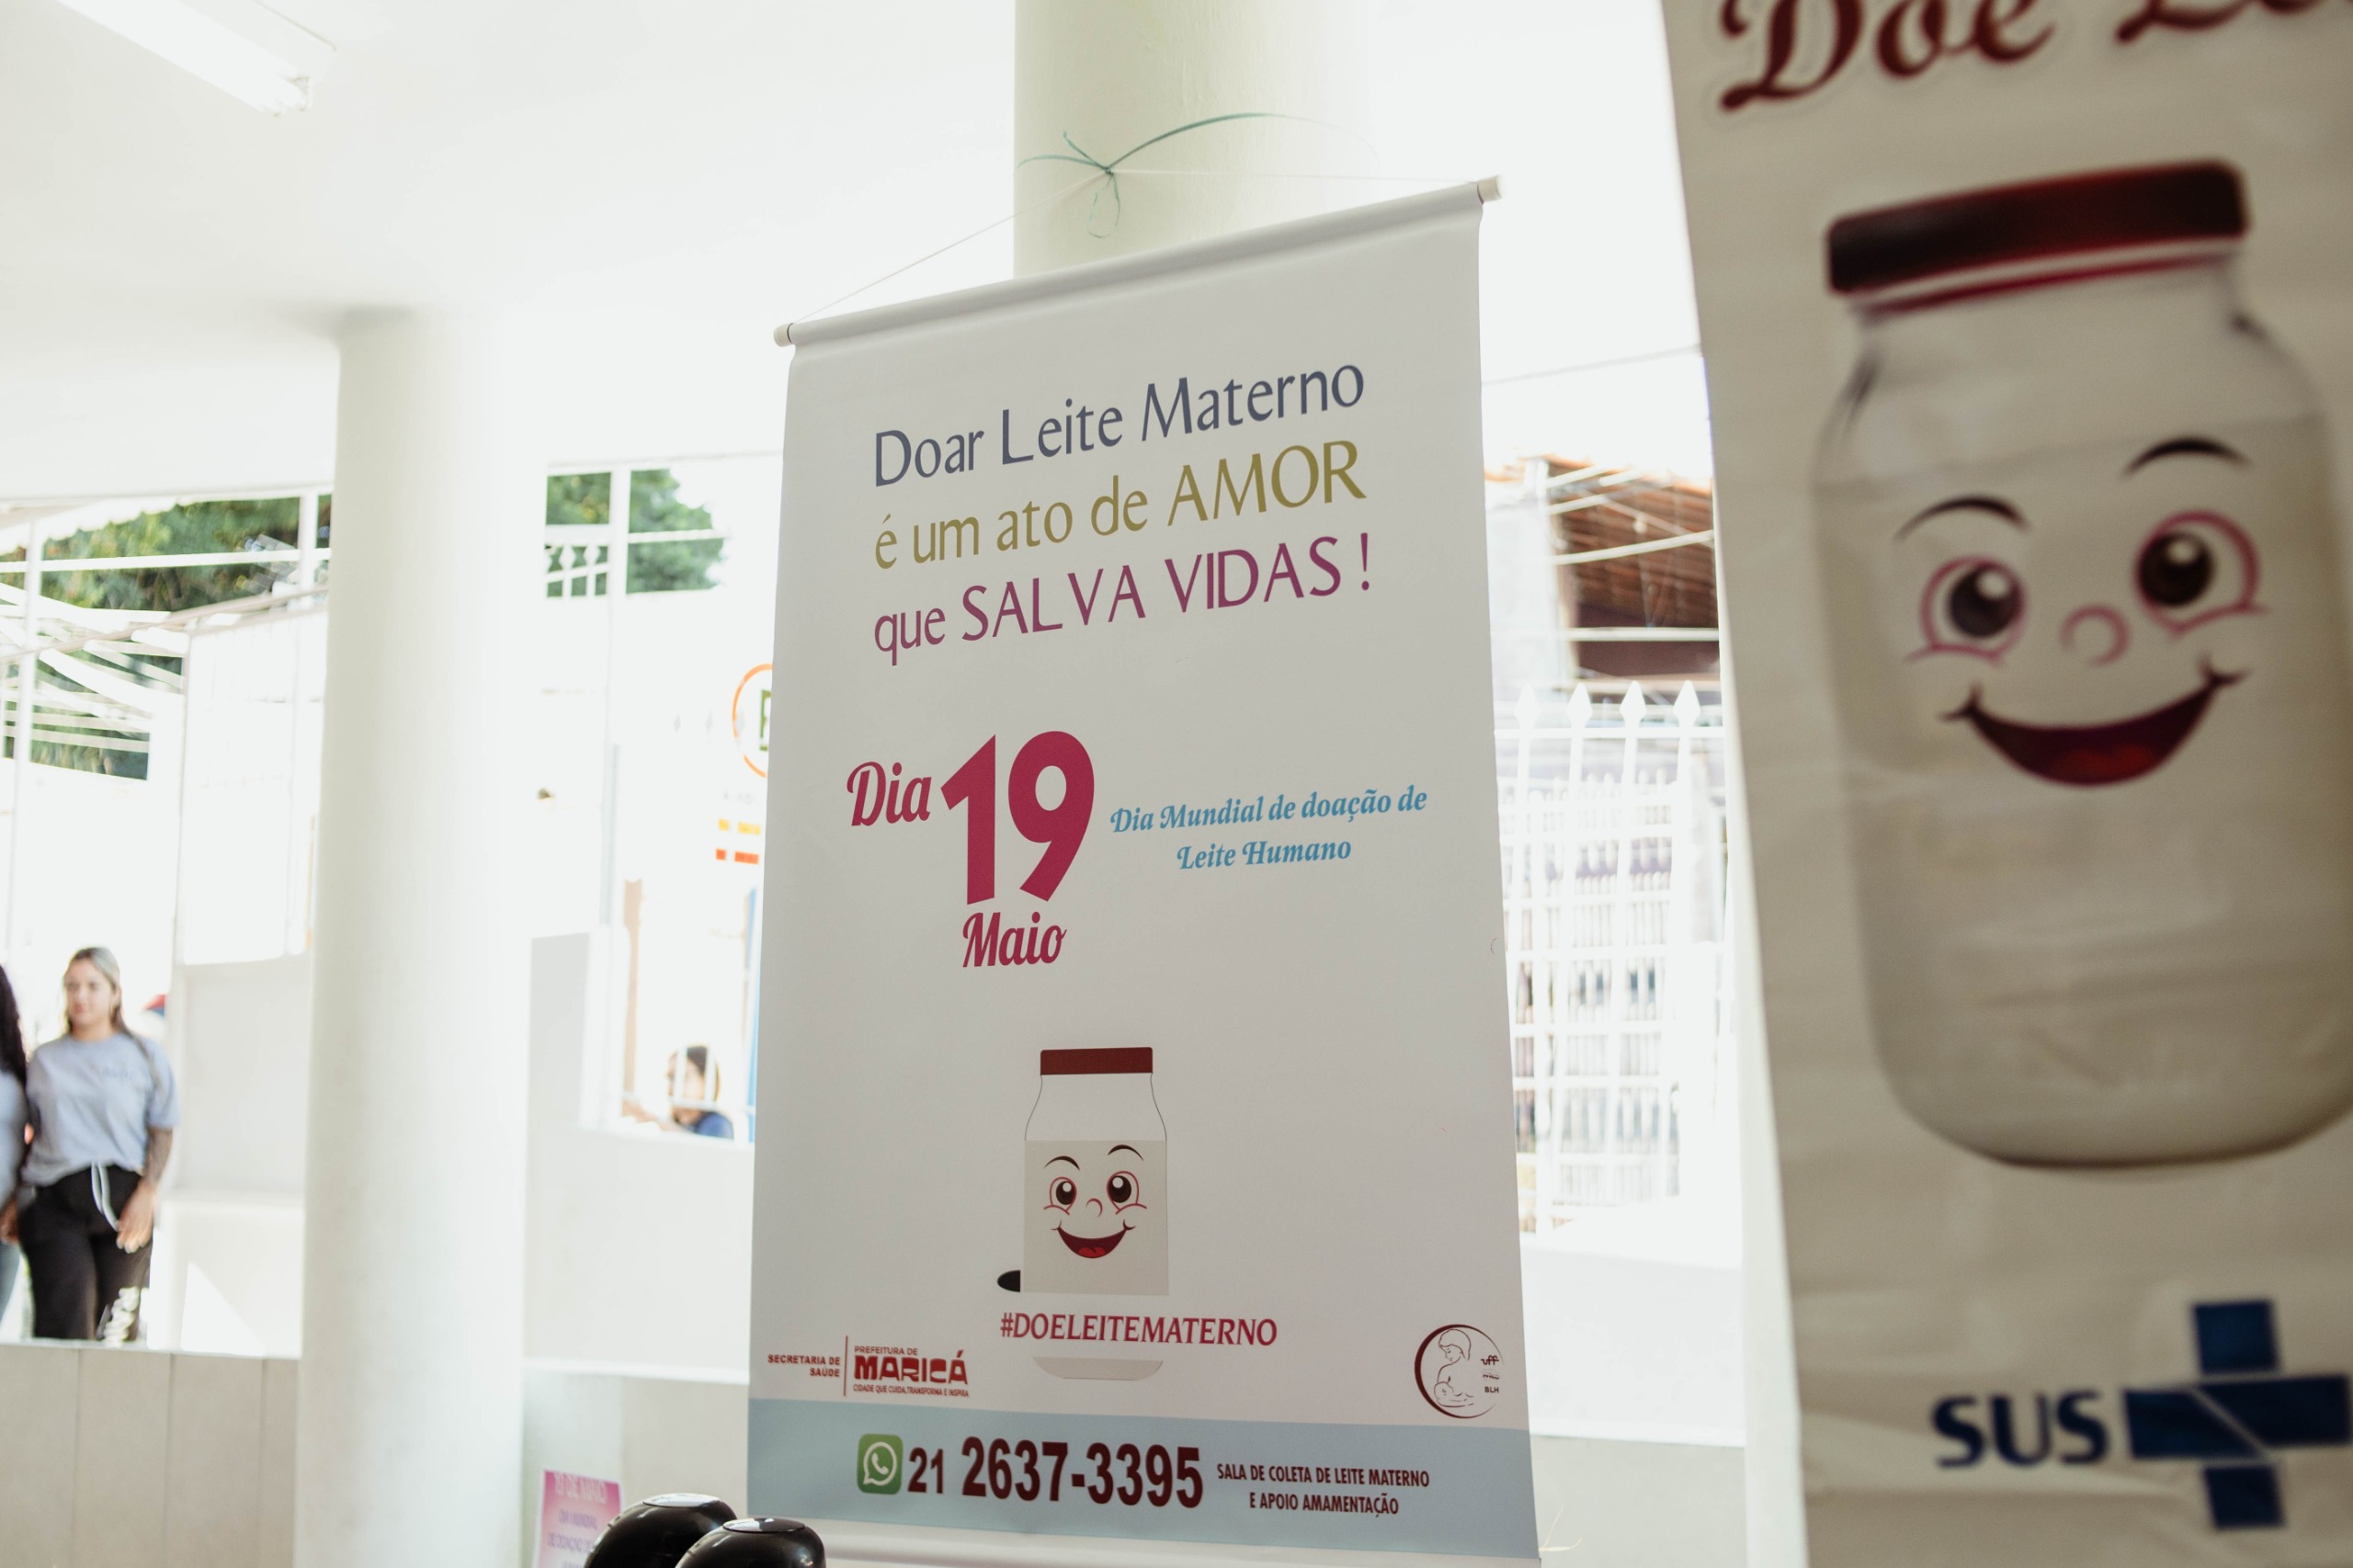 Doar Leite Materno
é um ato de AMOR
que SALVA VIDAS !
Dia 19
Maio
Dia Mundial de doação de
Leite Humano
#DOELEITEMATERNO
SECRETARIA DE
SAÚDE
PREFEITURA DE
MARICÁ
CIDADE QUE CUIDA, TRANSFORMA E INSPIRA
uff
BLH
21 2637-3395
SALA DE COLETA DE LEITE MATERNO
E APOIO AMAMENTAÇÃO
Doe
SUS